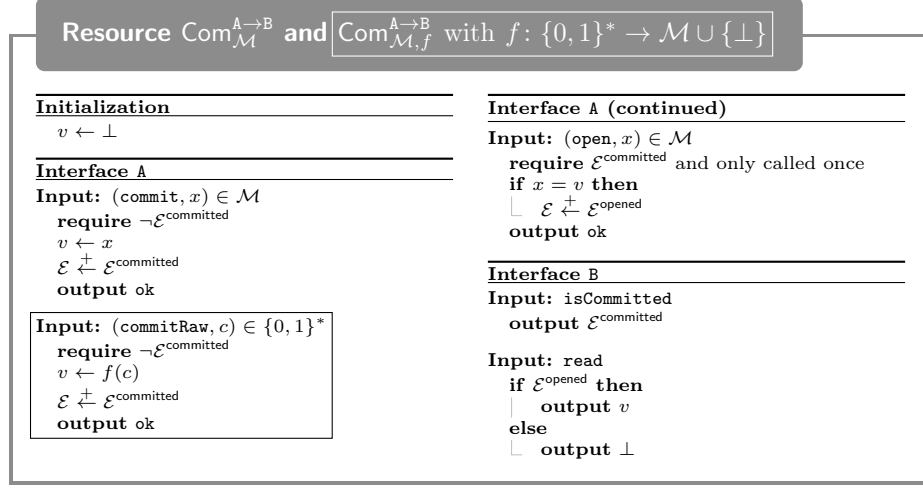 Resource Com_ℳ^{A→B} and Com_{ℳ,f}^{A→B} with f: {0, 1}* → ℳ ∪ {⊥}
Initialization
v ← ⊥
Interface A
Input: (commit, x) ∈ ℳ
require ¬ℰ^committed
v ← x
ℰ ←⁺ ℰ^committed
output ok
Input: (commitRaw, c) ∈ {0, 1}*
require ¬ℰ^committed
v ← f(c)
ℰ ←⁺ ℰ^committed
output ok
Interface A (continued)
Input: (open, x) ∈ ℳ
require ℰ^committed and only called once
if x = v then
ℰ ←⁺ ℰ^opened
output ok
Interface B
Input: isCommitted
output ℰ^committed
Input: read
if ℰ^opened then
output v
else
output ⊥